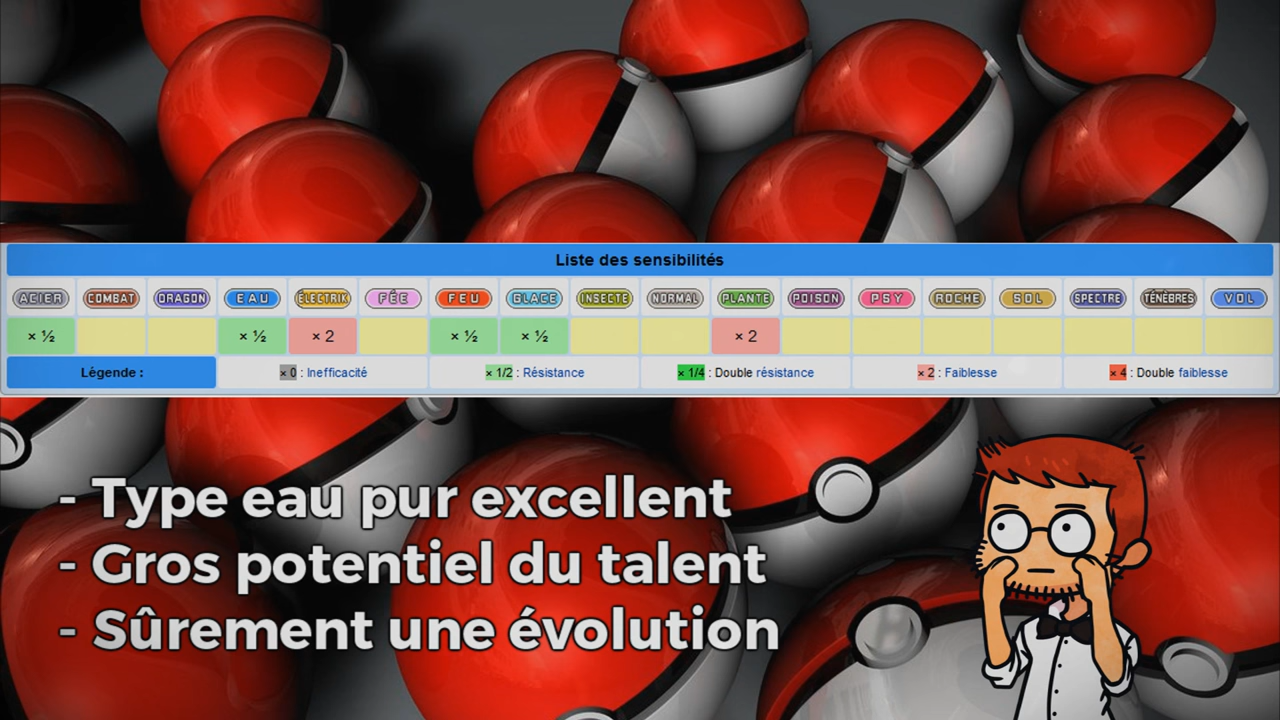 Liste des sensibilités
ACIER COMBAT DRAGON EAU ÉLECTRIK FÉE FEU GLACE INSECTE NORMAL PLANTE POISON PSY ROCHE SOL SPECTRE TÉNÈBRES VOL
× ½ × ½ × 2 × ½ × ½ × 2
Légende : × 0 : Inefficacité × 1/2 : Résistance × 1/4 : Double résistance × 2 : Faiblesse × 4 : Double faiblesse
- Type eau pur excellent
- Gros potentiel du talent
- Sûrement une évolution